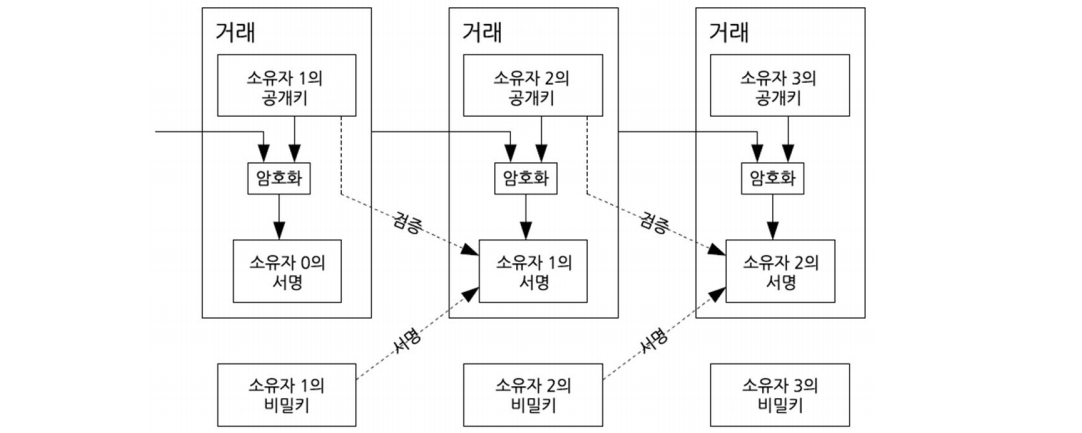 거래
거래
거래
소유자 1의
공개키
소유자 2의
공개키
소유자 3의
공개키
암호화
암호화
암호화
검증
검증
소유자 0의
서명
소유자 1의
서명
소유자 2의
서명
서명
서명
소유자 1의
비밀키
소유자 2의
비밀키
소유자 3의
비밀키